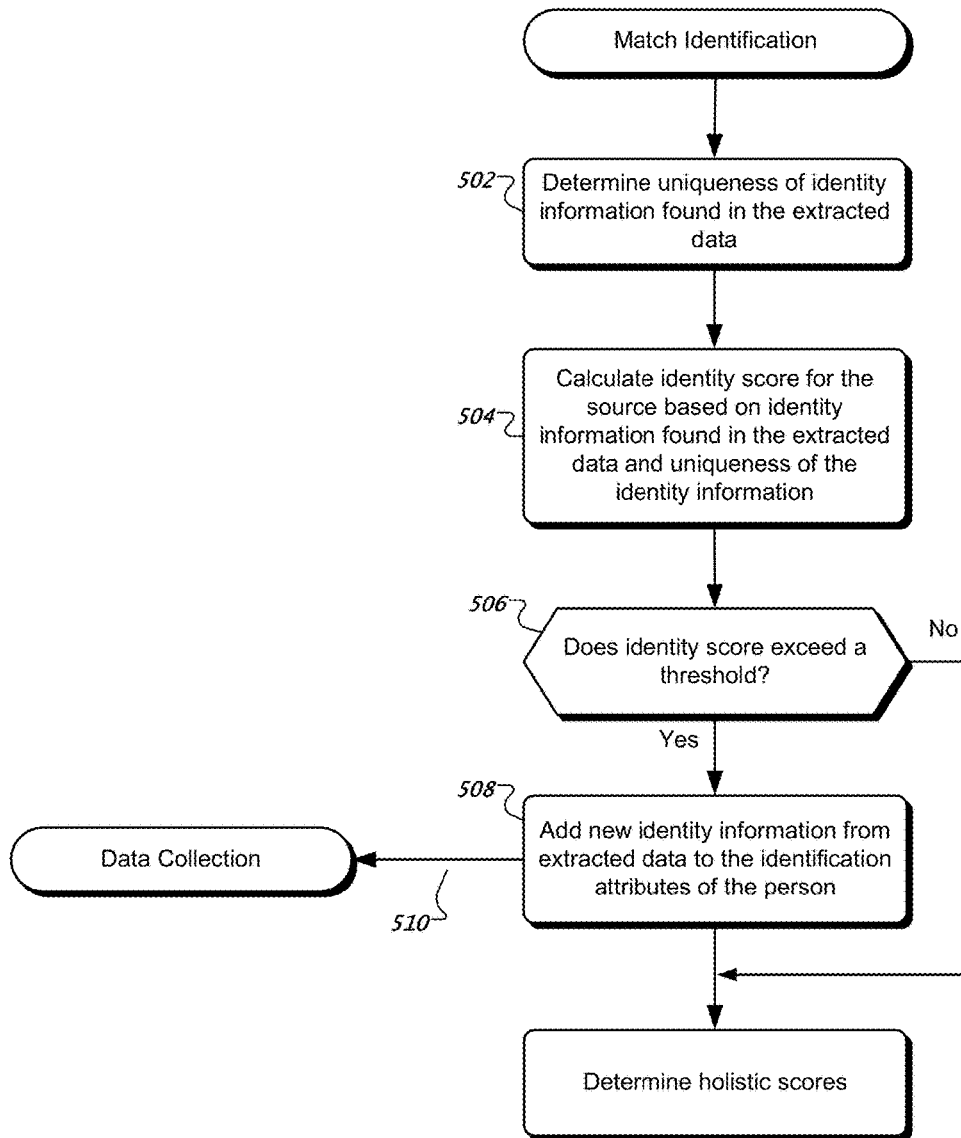 Match Identification
502
Determine uniqueness of identity
information found in the extracted
data
504
Calculate identity score for the
source based on identity
information found in the extracted
data and uniqueness of the
identity information
506
Does identity score exceed a
threshold?
No
Yes
508
Add new identity information from
extracted data to the identification
attributes of the person
Data Collection
510
Determine holistic scores